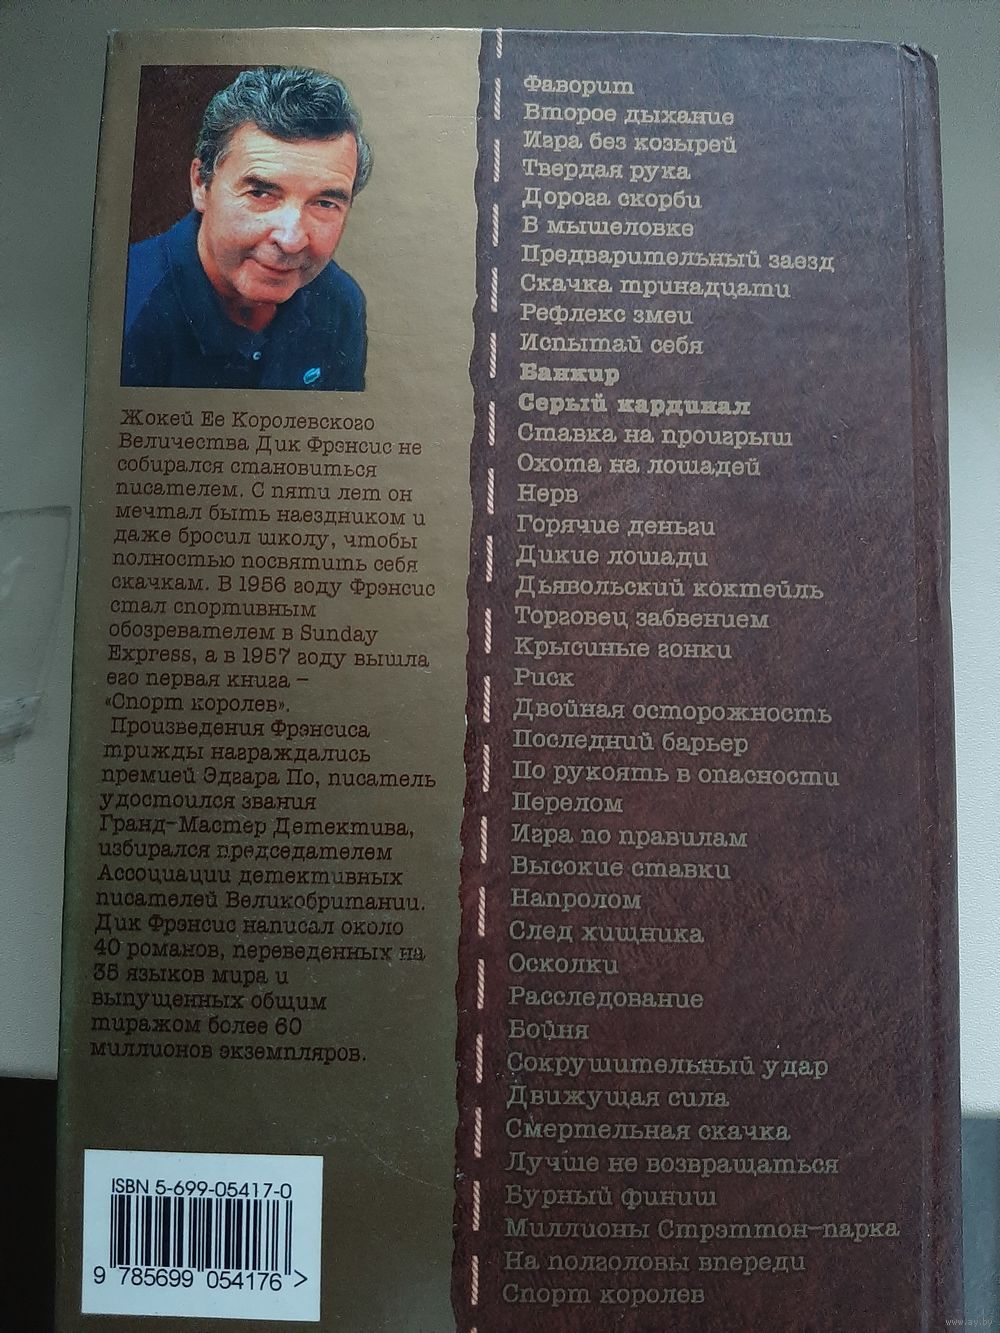 Жокей Ее Королевского
Величества Дик Фрэнсис не
собирался становиться
писателем. С пяти лет он
мечтал быть наездником и
даже бросил школу, чтобы
полностью посвятить себя
скачкам. В 1956 году Фрэнсис
стал спортивным
обозревателем в Sunday
Express, а в 1957 году вышла
его первая книга –
«Спорт королев».
Произведения Фрэнсиса
трижды награждались
премией Эдгара По, писатель
удостоился звания
Гранд-Мастер Детектива,
избирался председателем
Ассоциации детективных
писателей Великобритании.
Дик Фрэнсис написал около
40 романов, переведенных на
35 языков мира и
выпущенных общим
тиражом более 60
миллионов экземпляров.
ISBN 5-699-05417-0
9 785699 054176 >
Фаворит
Второе дыхание
Игра без козырей
Твердая рука
Дорога скорби
В мышеловке
Предварительный заезд
Скачка тринадцати
Рефлекс змеи
Испытай себя
Банкир
Серый кардинал
Ставка на проигрыш
Охота на лошадей
Нерв
Горячие деньги
Дикие лошади
Дьявольский коктейль
Торговец забвением
Крысиные гонки
Риск
Двойная осторожность
Последний барьер
По рукоять в опасности
Перелом
Игра по правилам
Высокие ставки
Напролом
След хищника
Осколки
Расследование
Бойня
Сокрушительный удар
Движущая сила
Смертельная скачка
Лучше не возвращаться
Бурный финиш
Миллионы Стрэттон-парка
На полголовы впереди
Спорт королев
www.ay.by